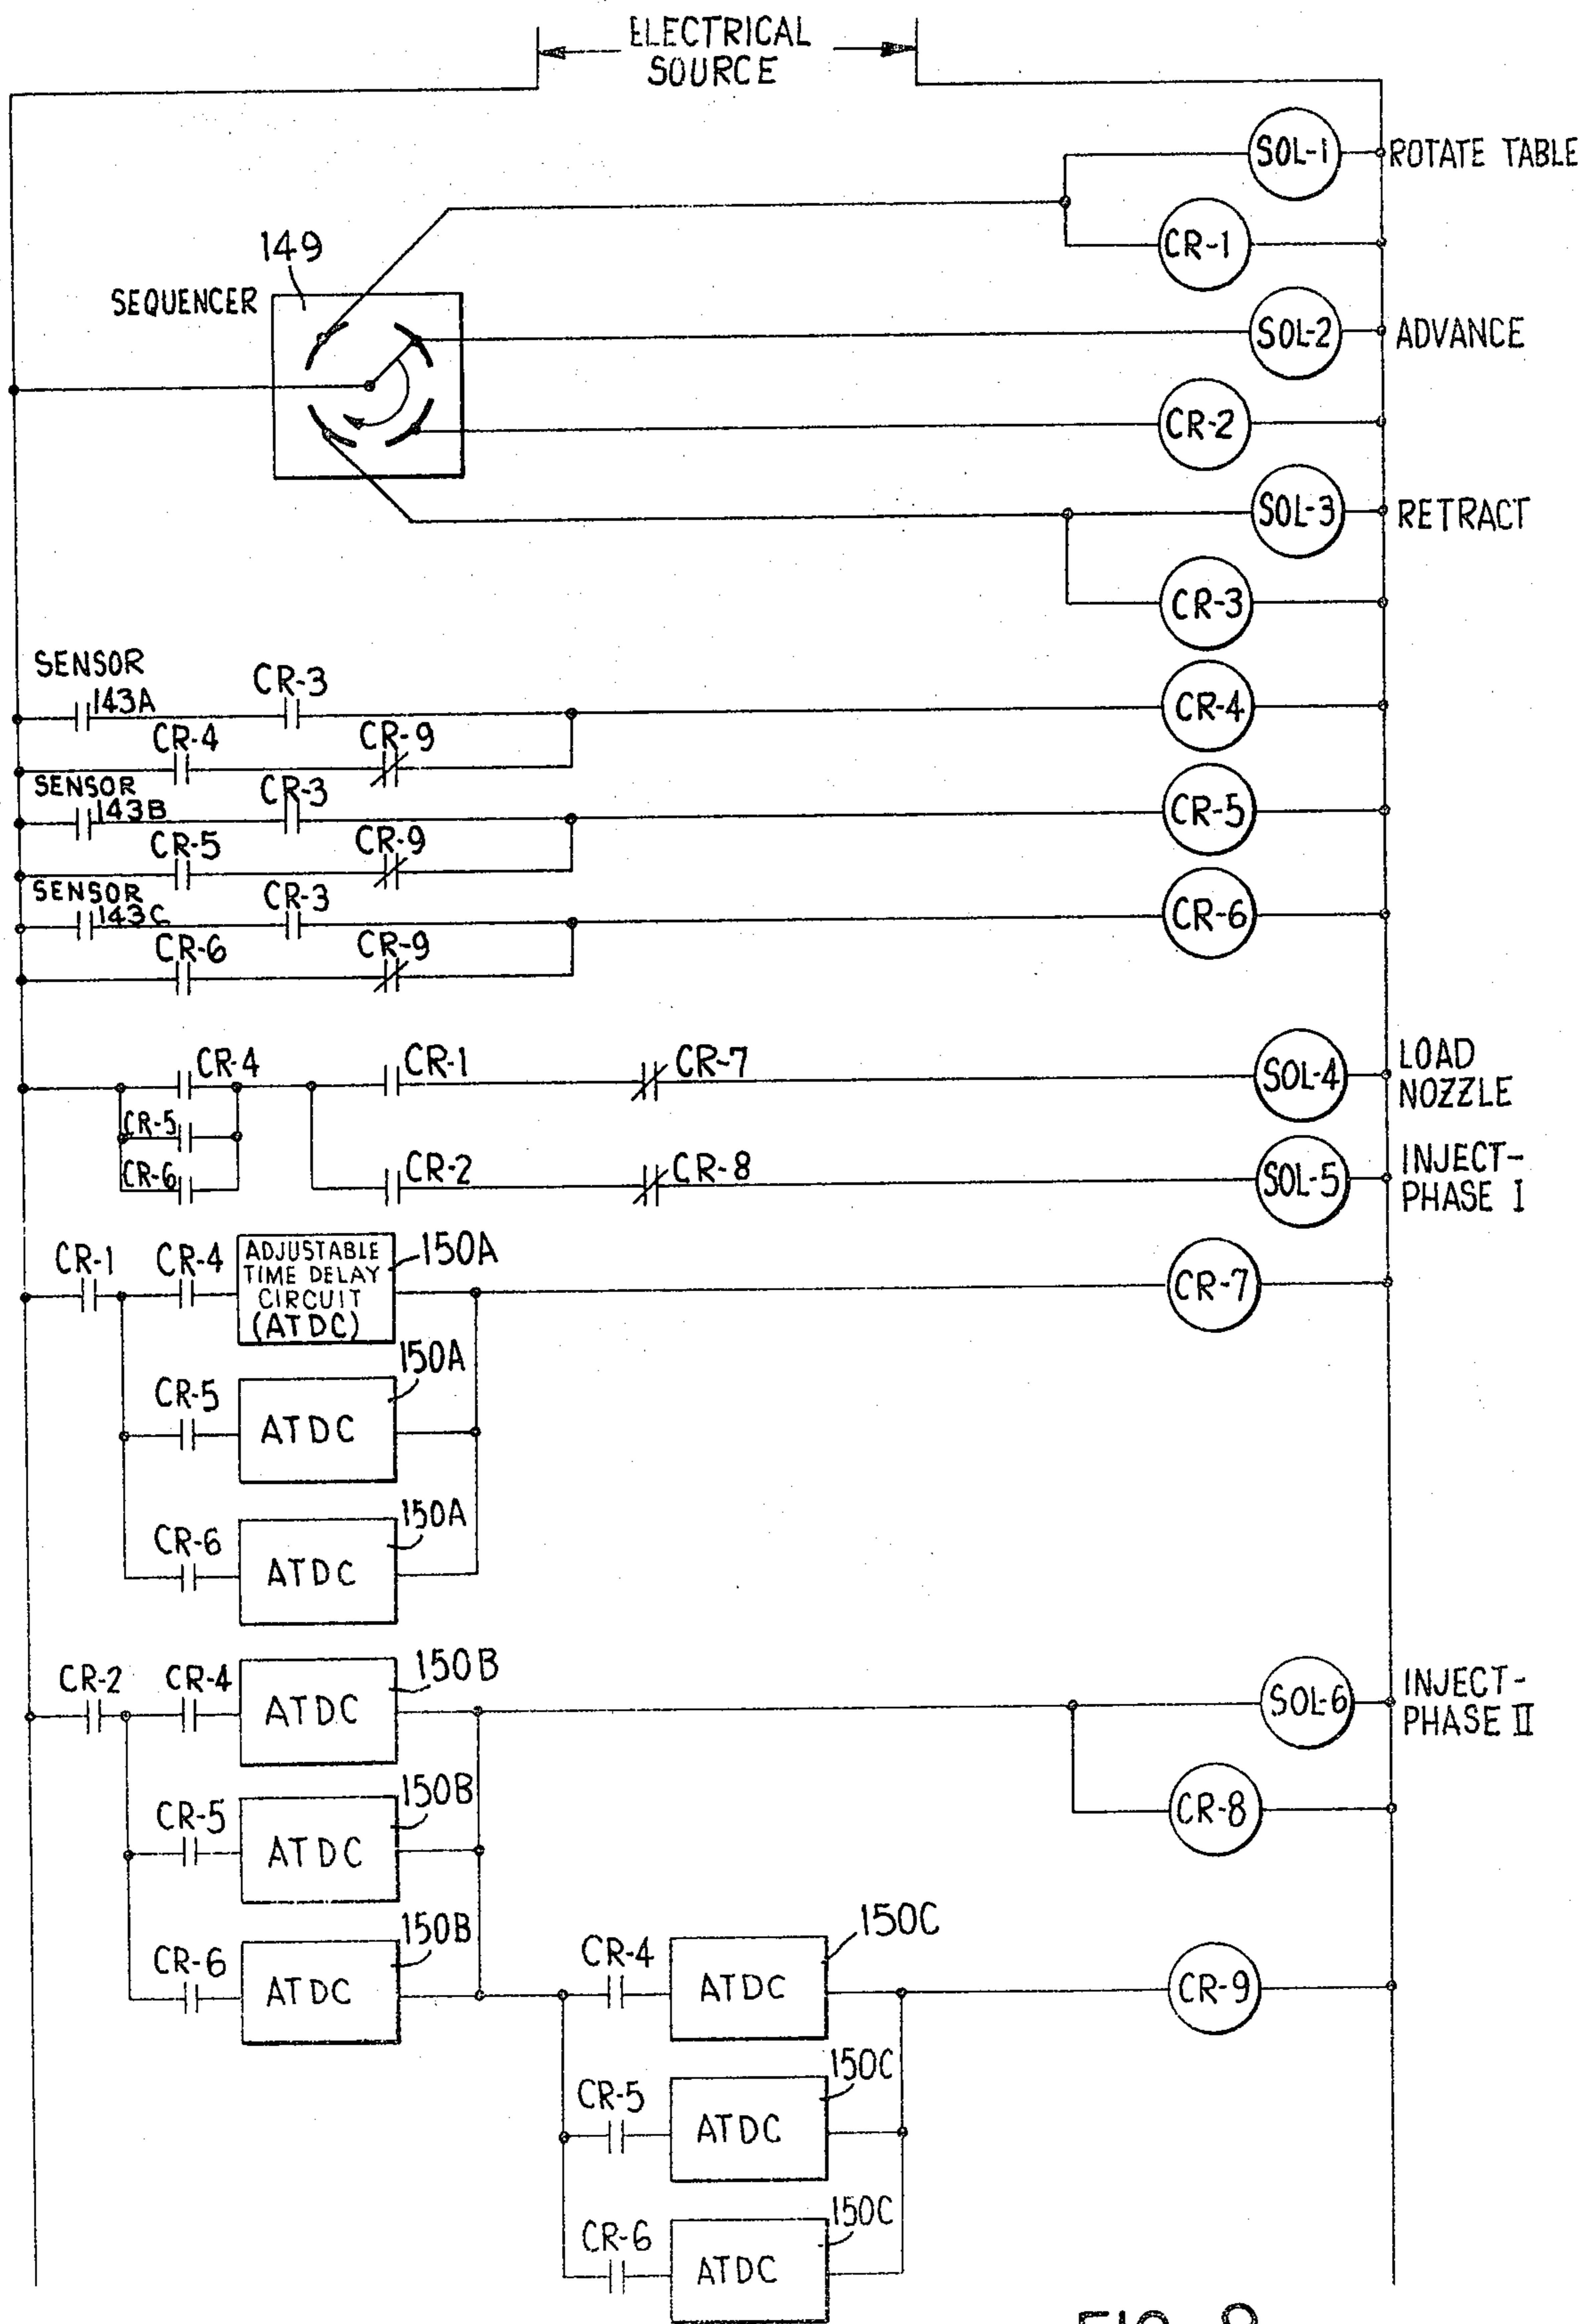 ELECTRICAL
SOURCE
SOL-1
ROTATE TABLE
CR-1
149
SEQUENCER
SOL-2
ADVANCE
CR-2
SOL-3
RETRACT
CR-3
SENSOR
143A
CR-3
CR-4
CR-4
CR-9
SENSOR
143B
CR-3
CR-5
CR-5
CR-9
SENSOR
143C
CR-3
CR-6
CR-6
CR-9
CR-4
CR-1
CR-7
SOL-4
LOAD
NOZZLE
CR-5
CR-6
CR-2
CR-8
SOL-5
INJECT-
PHASE I
CR-1
CR-4
ADJUSTABLE
TIME DELAY
CIRCUIT
(ATDC)
150A
CR-7
CR-5
ATDC
150A
CR-6
ATDC
150A
CR-2
CR-4
ATDC
150B
SOL-6
INJECT-
PHASE II
CR-5
ATDC
150B
CR-8
CR-6
ATDC
150B
CR-4
ATDC
150C
CR-9
CR-5
ATDC
150C
CR-6
ATDC
150C